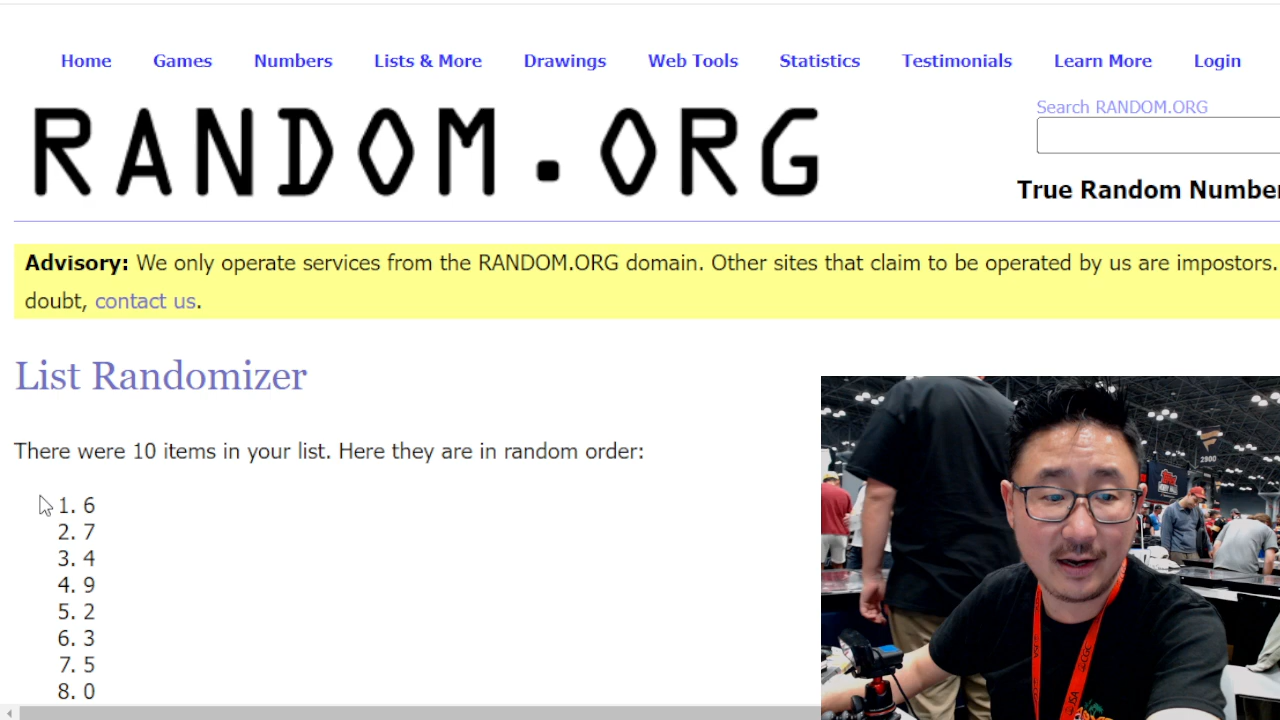 Home Games Numbers Lists & More Drawings Web Tools Statistics Testimonials Learn More Login
RANDOM.ORG
Search RANDOM.ORG
True Random Number
Advisory: We only operate services from the RANDOM.ORG domain. Other sites that claim to be operated by us are impostors.
doubt, contact us.
List Randomizer
There were 10 items in your list. Here they are in random order:
1. 6
2. 7
3. 4
4. 9
5. 2
6. 3
7. 5
8. 0
2900